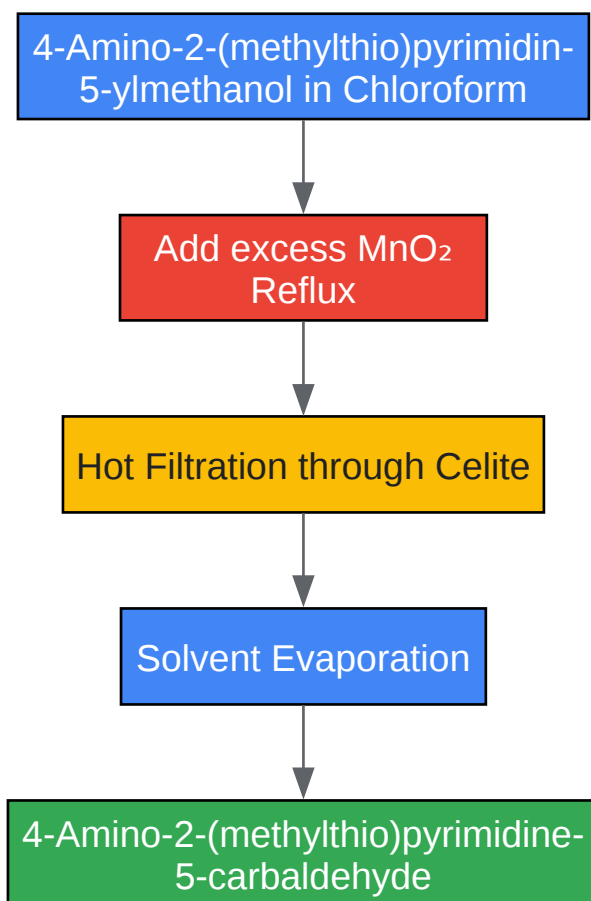 4-Amino-2-(methylthio)pyrimidin-
5-ylmethanol in Chloroform
Add excess MnO₂
Reflux
Hot Filtration through Celite
Solvent Evaporation
4-Amino-2-(methylthio)pyrimidine-
5-carbaldehyde